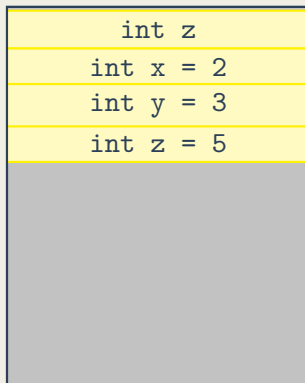 int z
int x = 2
int y = 3
int z = 5